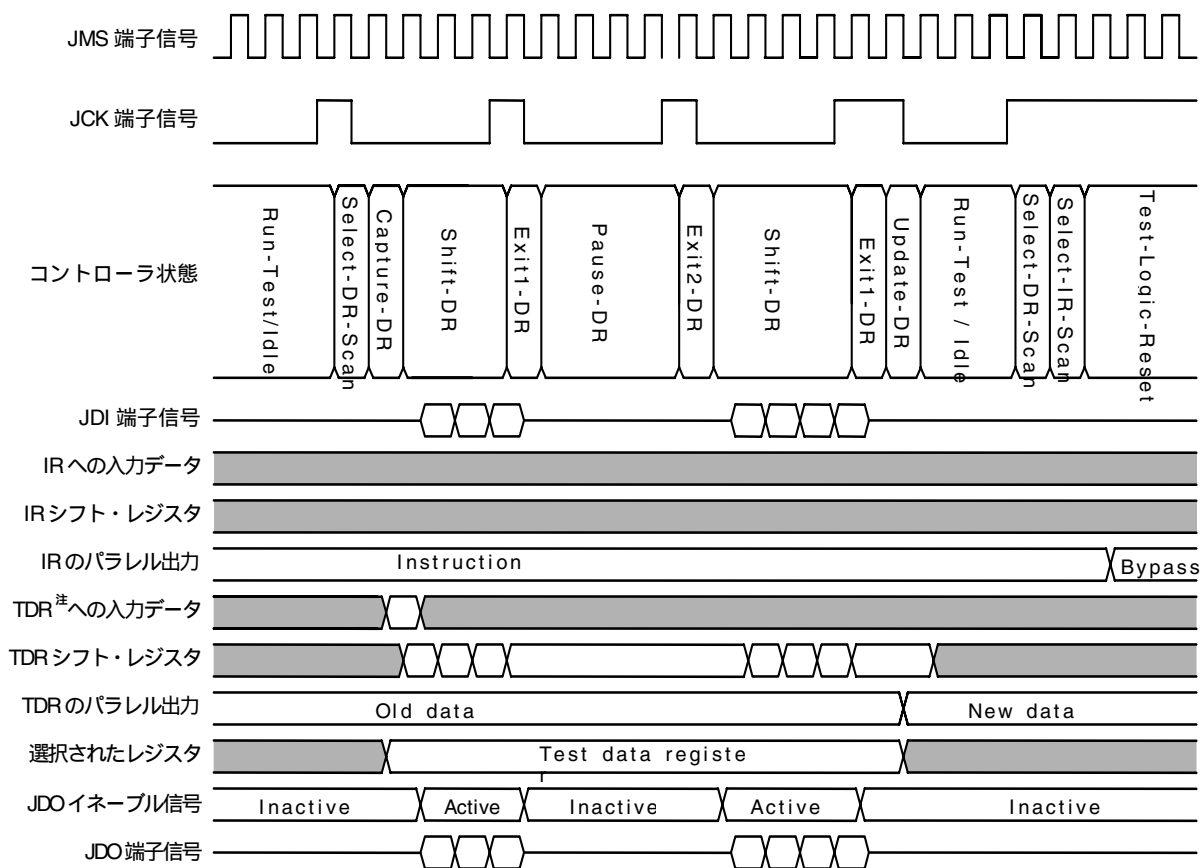 JMS 端子信号
JCK 端子信号
コントローラ状態
Run-Test/Idle
Select-DR-Scan
Capture-DR
Shift-DR
Exit1-DR
Pause-DR
Exit2-DR
Shift-DR
Exit1-DR
Update-DR
Run-Test / Idle
Select-DR-Scan
Select-IR-Scan
Test-Logic-Reset
JDI 端子信号
IRへの入力データ
IRシフト・レジスタ
IRのパラレル出力
Instruction
Bypass
TDR注への入力データ
TDRシフト・レジスタ
TDRのパラレル出力
Old data
New data
選択されたレジスタ
Test data registe
r
JDOイネーブル信号
Inactive
Active
Inactive
Active
Inactive
JDO端子信号